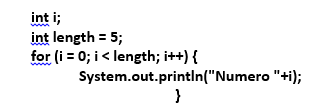 int i;
int length = 5;
for (i = 0; i < length; i++) {
System.out.println("Numero "+i);
}